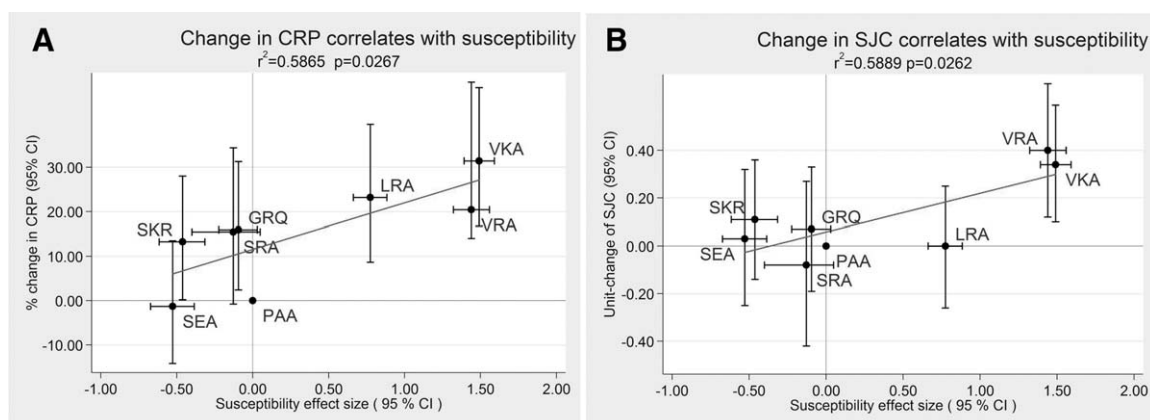 A
Change in CRP correlates with susceptibility
r²=0.5865 p=0.0267
% change in CRP (95% CI)
30.00
20.00
10.00
0.00
-10.00
VKA
LRA
VRA
SKR
GRQ
SRA
SEA
PAA
-1.00 -0.50 0.00 0.50 1.00 1.50 2.00
Susceptibility effect size ( 95 % CI )
B
Change in SJC correlates with susceptibility
r²=0.5889 p=0.0262
Unit-change of SJC (95% CI)
0.40
0.20
0.00
-0.20
-0.40
VRA
VKA
SKR
GRQ
LRA
SEA
PAA
SRA
-1.00 -0.50 0.00 0.50 1.00 1.50 2.00
Susceptibility effect size ( 95 % CI )